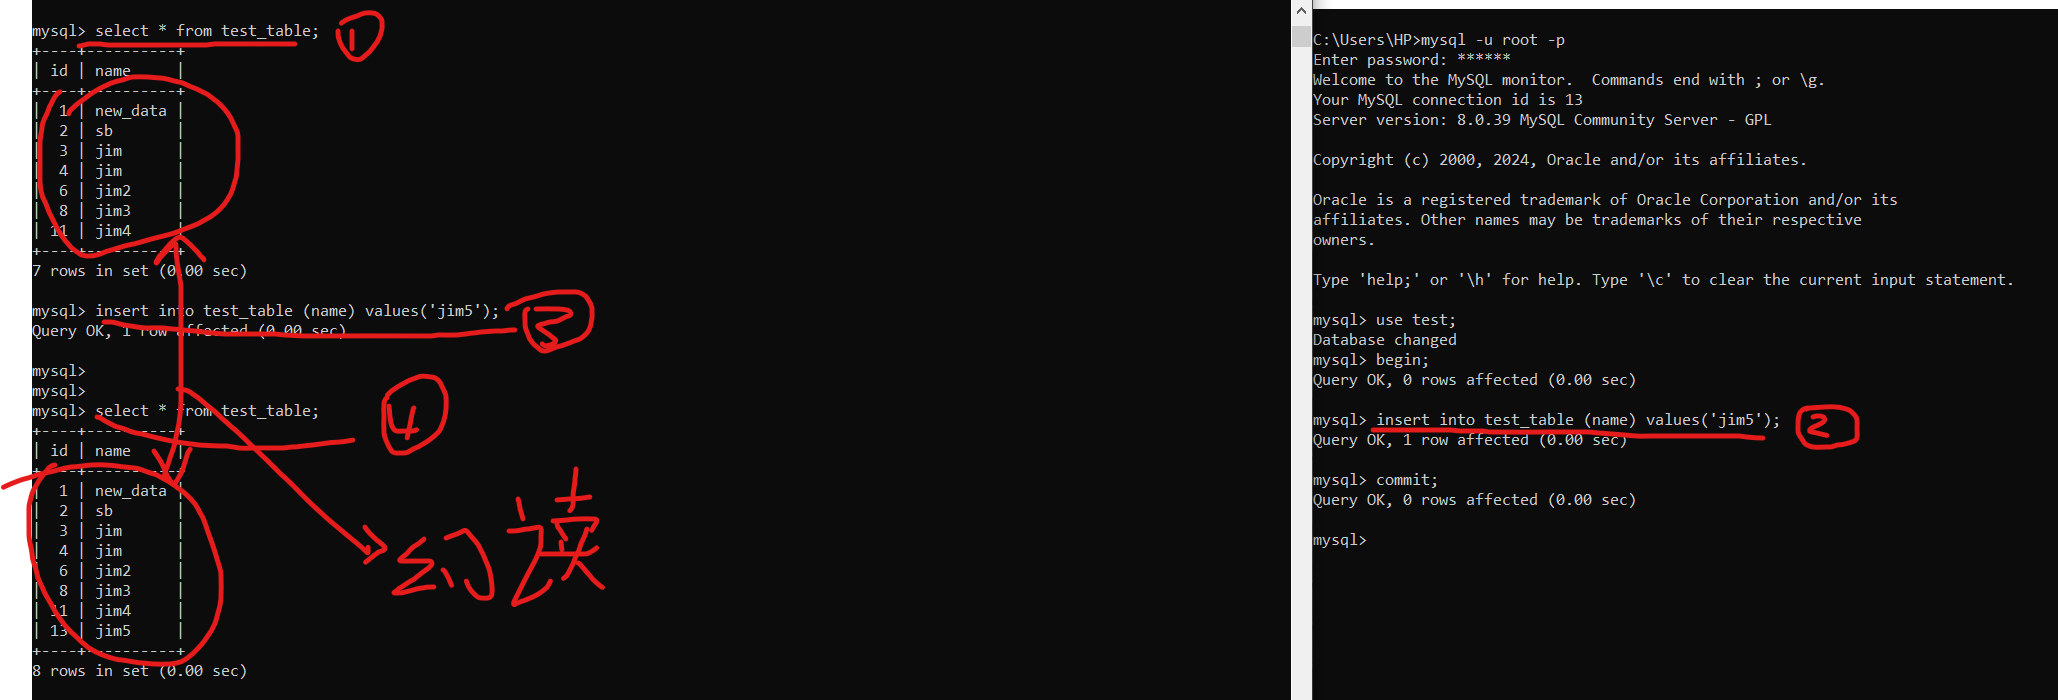 mysql> select * from test_table; ①
+----+----------+
| id | name     |
+----+----------+
|  1 | new_data |
|  2 | sb       |
|  3 | jim      |
|  4 | jim      |
|  6 | jim2     |
|  8 | jim3     |
| 11 | jim4     |
+----+----------+
7 rows in set (0.00 sec)
mysql> insert into test_table (name) values('jim5'); ③
Query OK, 1 row affected (0.00 sec)
mysql>
mysql>
mysql> select * from test_table; ④
+----+----------+
| id | name     |
+----+----------+
|  1 | new_data |
|  2 | sb       |
|  3 | jim      |
|  4 | jim      |
|  6 | jim2     |
|  8 | jim3     |
| 11 | jim4     |
| 13 | jim5     |
+----+----------+
8 rows in set (0.00 sec)
幻读
C:\Users\HP>mysql -u root -p
Enter password: ******
Welcome to the MySQL monitor.  Commands end with ; or \g.
Your MySQL connection id is 13
Server version: 8.0.39 MySQL Community Server - GPL
Copyright (c) 2000, 2024, Oracle and/or its affiliates.
Oracle is a registered trademark of Oracle Corporation and/or its
affiliates. Other names may be trademarks of their respective
owners.
Type 'help;' or '\h' for help. Type '\c' to clear the current input statement.
mysql> use test;
Database changed
mysql> begin;
Query OK, 0 rows affected (0.00 sec)
mysql> insert into test_table (name) values('jim5'); ②
Query OK, 1 row affected (0.00 sec)
mysql> commit;
Query OK, 0 rows affected (0.00 sec)
mysql>